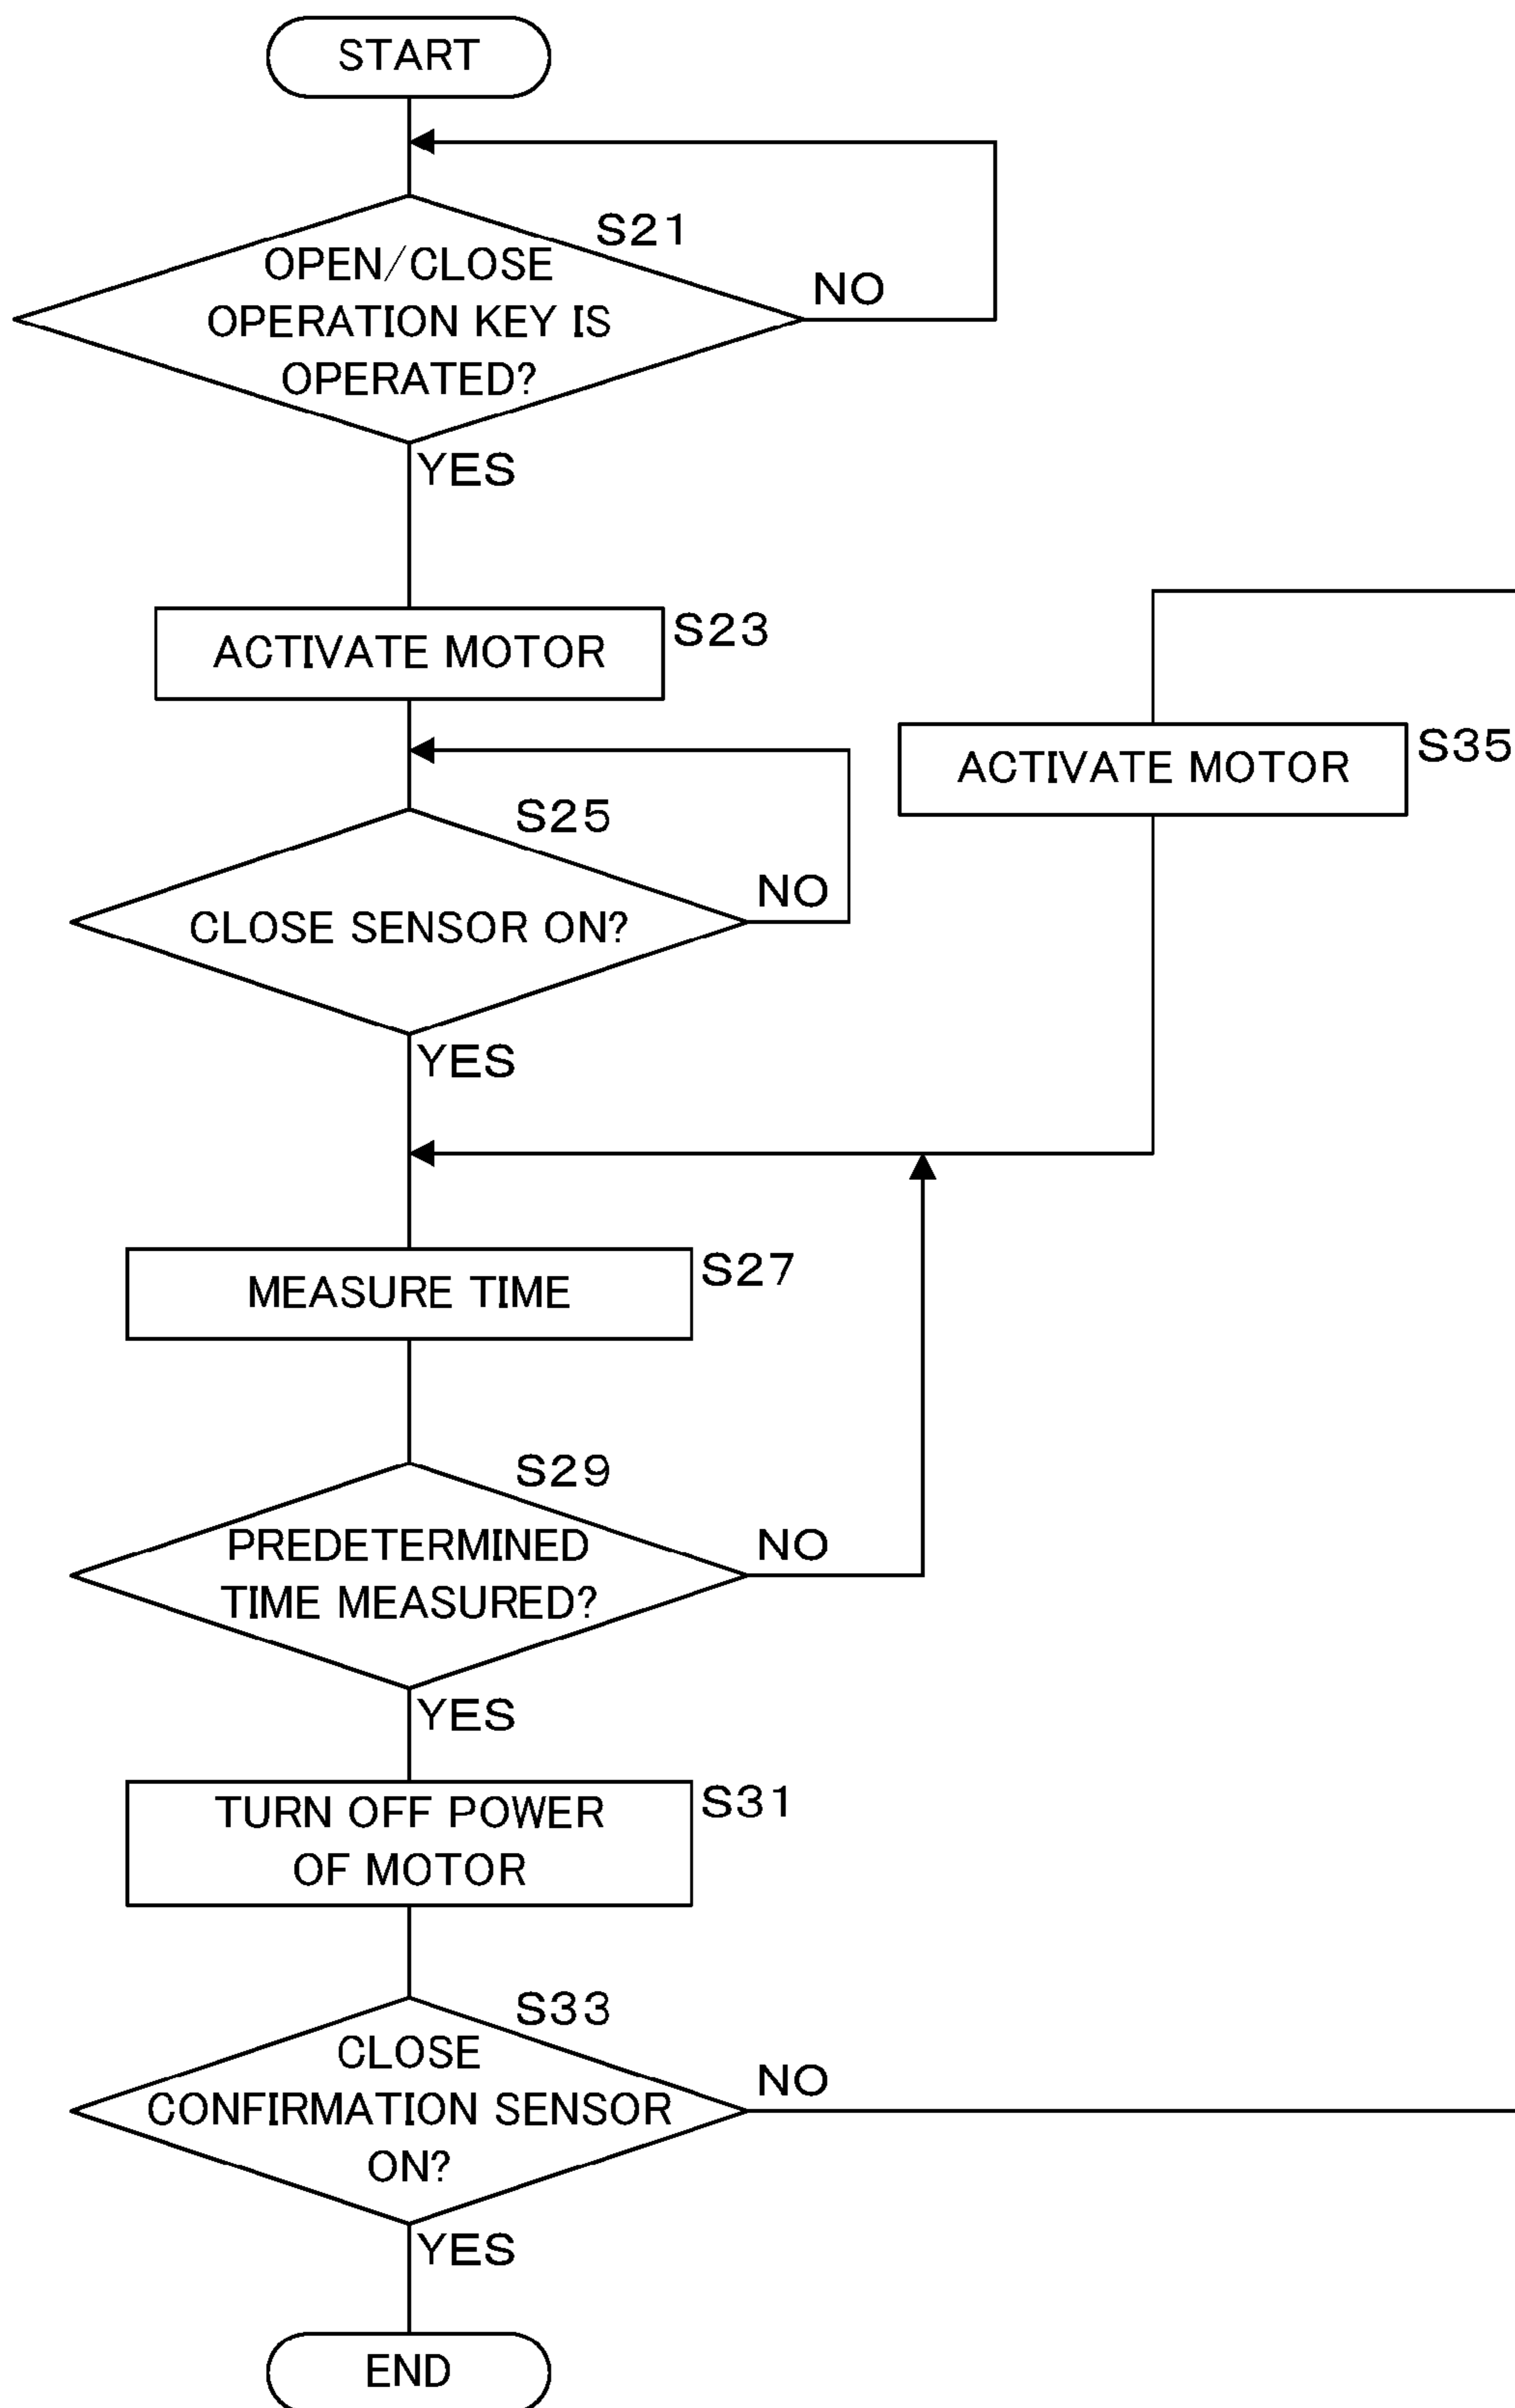 START
S21
OPEN/CLOSE
OPERATION KEY IS
OPERATED?
NO
YES
ACTIVATE MOTOR
S23
ACTIVATE MOTOR
S35
S25
CLOSE SENSOR ON?
NO
YES
MEASURE TIME
S27
S29
PREDETERMINED
TIME MEASURED?
NO
YES
TURN OFF POWER
OF MOTOR
S31
S33
CLOSE
CONFIRMATION SENSOR
ON?
NO
YES
END